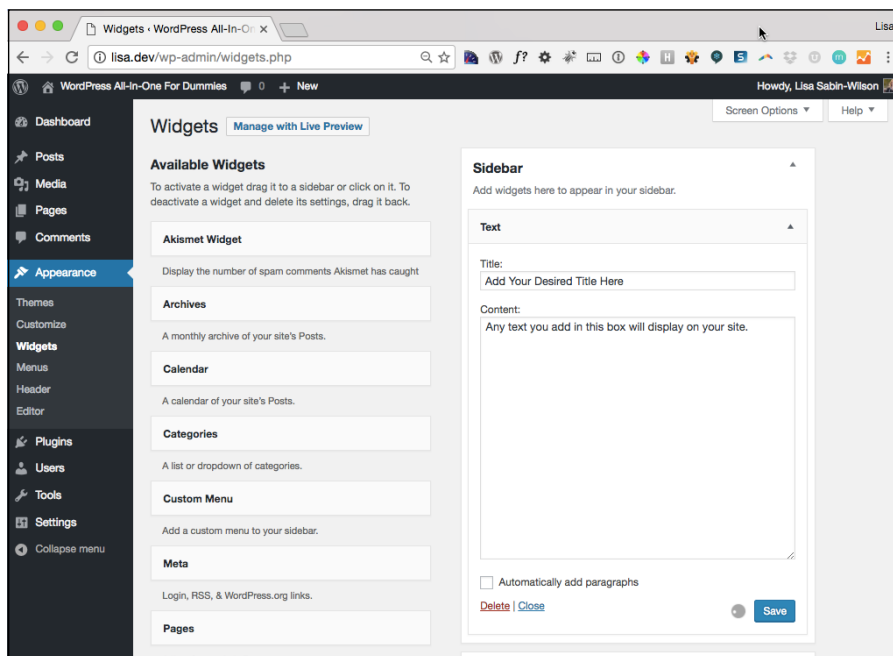 Widgets ‹ WordPress All-In-On
Lisa
lisa.dev/wp-admin/widgets.php
f?
WordPress All-In-One For Dummies 0 + New Howdy, Lisa Sabin-Wilson
Screen Options ▼ Help ▼
Dashboard
Posts
Media
Pages
Comments
Appearance
Themes
Customize
Widgets
Menus
Header
Editor
Plugins
Users
Tools
Settings
Collapse menu
Widgets Manage with Live Preview
Available Widgets
To activate a widget drag it to a sidebar or click on it. To
deactivate a widget and delete its settings, drag it back.
Akismet Widget
Display the number of spam comments Akismet has caught
Archives
A monthly archive of your site's Posts.
Calendar
A calendar of your site's Posts.
Categories
A list or dropdown of categories.
Custom Menu
Add a custom menu to your sidebar.
Meta
Login, RSS, & WordPress.org links.
Pages
Sidebar
Add widgets here to appear in your sidebar.
Text
Title:
Add Your Desired Title Here
Content:
Any text you add in this box will display on your site.
Automatically add paragraphs
Delete | Close
Save